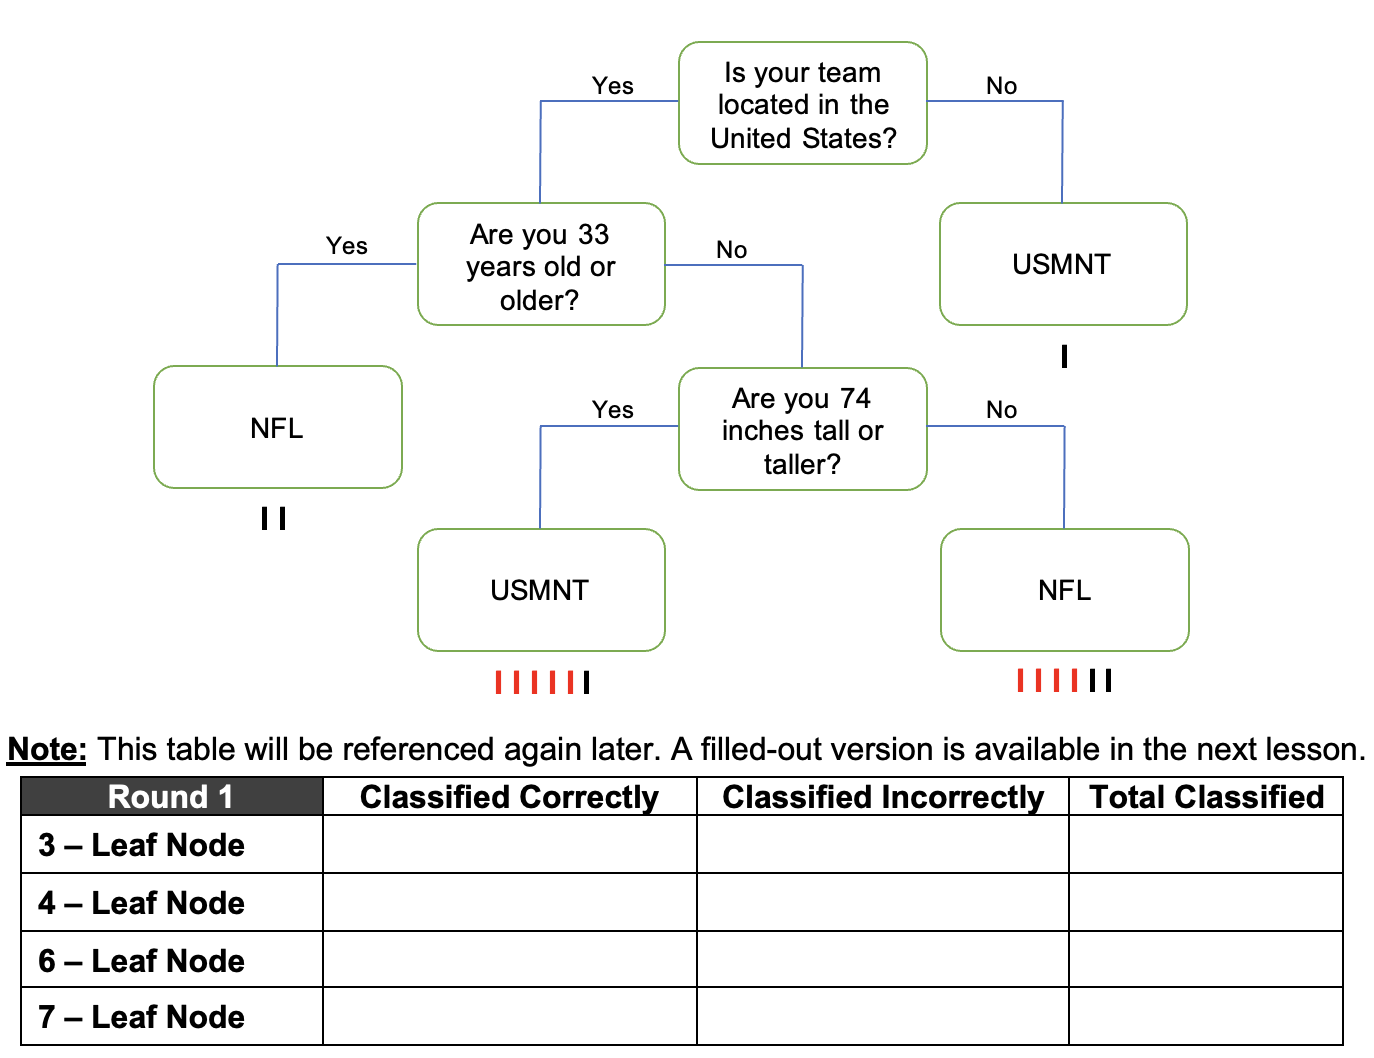 Is your team
located in the
United States?
Yes
No
Are you 33
years old or
older?
Yes
No
USMNT
NFL
Are you 74
inches tall or
taller?
Yes
No
USMNT
NFL
Note: This table will be referenced again later. A filled-out version is available in the next lesson.
Round 1 Classified Correctly Classified Incorrectly Total Classified
3 – Leaf Node
4 – Leaf Node
6 – Leaf Node
7 – Leaf Node